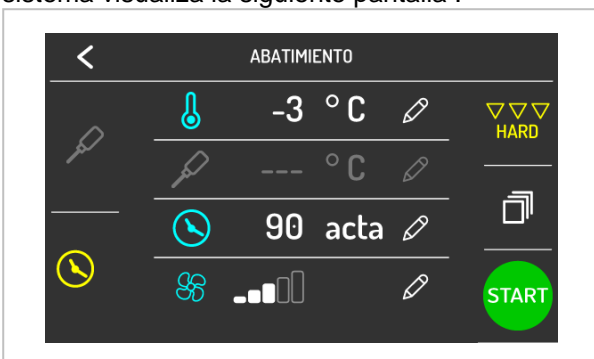 sistema visualiza la siguiente pantalla :
ABATIMIENTO
-3 °C
HARD
--- °C
90 acta
START